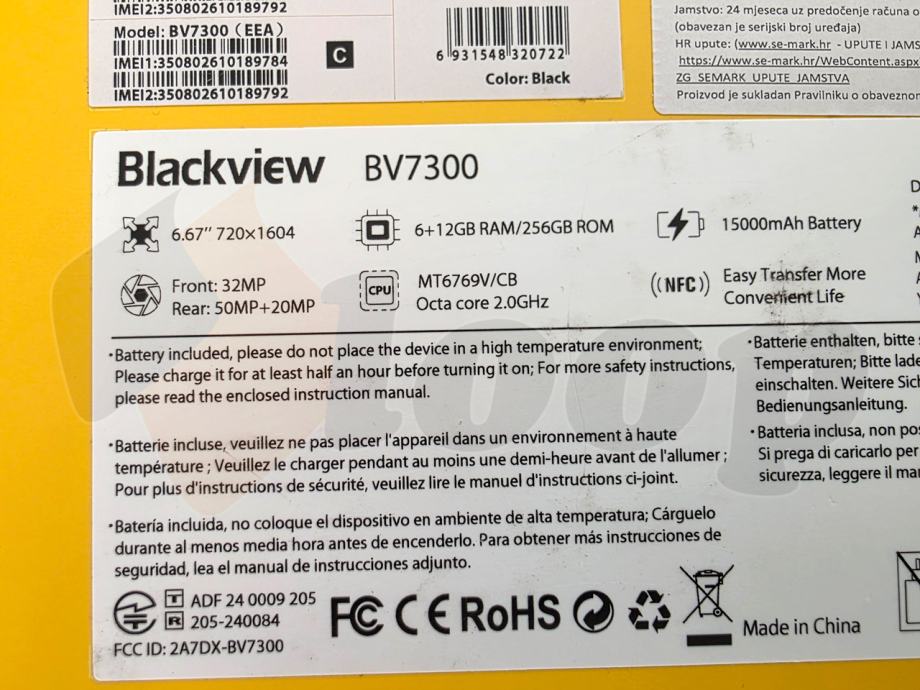 IMEI2:350802610189792
Model: BV7300（EEA）
IMEI1:350802610189784
IMEI2:350802610189792
C
6 931548 320722
Color: Black
Jamstvo: 24 mjeseca uz predočenje računa o
(obavezan je serijski broj uređaja)
HR upute: (www.se-mark.hr - UPUTE I JAMS
https://www.se-mark.hr/WebContent.aspx
ZG_SEMARK_UPUTE_JAMSTVA
Proizvod je sukladan Pravilniku o obaveznom
Blackview BV7300
6.67” 720×1604
6+12GB RAM/256GB ROM
15000mAh Battery
Front: 32MP
Rear: 50MP+20MP
CPU
MT6769V/CB
Octa core 2.0GHz
((NFC))
Easy Transfer More
Convenient Life
·Battery included, please do not place the device in a high temperature environment;
Please charge it for at least half an hour before turning it on; For more safety instructions,
please read the enclosed instruction manual.
·Batterie incluse, veuillez ne pas placer l'appareil dans un environnement à haute
température ; Veuillez le charger pendant au moins une demi-heure avant de l'allumer ;
Pour plus d'instructions de sécurité, veuillez lire le manuel d'instructions ci-joint.
·Batería incluida, no coloque el dispositivo en ambiente de alta temperatura; Cárguelo
durante al menos media hora antes de encenderlo. Para obtener más instrucciones de
seguridad, lea el manual de instrucciones adjunto.
·Batterie enthalten, bitte
Temperaturen; Bitte lade
einschalten. Weitere Sich
Bedienungsanleitung.
·Batteria inclusa, non pos
Si prega di caricarlo per
sicurezza, leggere il ma
T ADF 24 0009 205
R 205-240084
FCC ID: 2A7DX-BV7300
FC CE RoHS
Made in China
loop